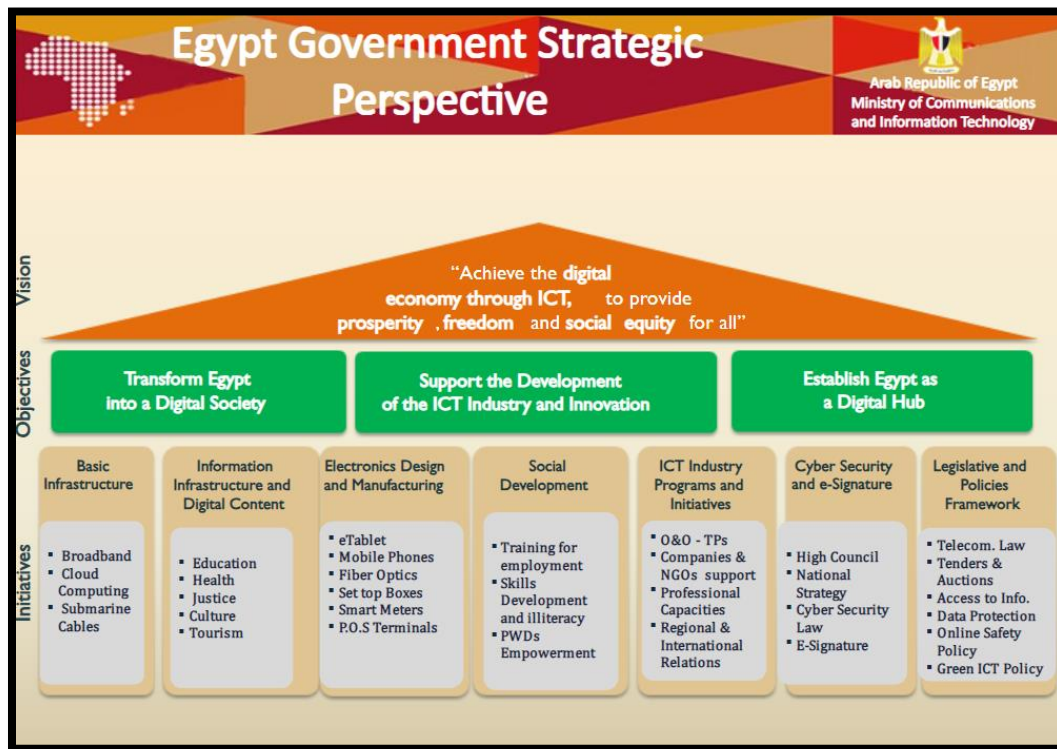 Egypt Government Strategic
Perspective
Arab Republic of Egypt
Ministry of Communications
and Information Technology
Vision
“Achieve the digital
economy through ICT, to provide
prosperity , freedom and social equity for all”
Objectives
Transform Egypt
into a Digital Society
Support the Development
of the ICT Industry and Innovation
Establish Egypt as
a Digital Hub
Initiatives
Basic
Infrastructure
▪ Broadband
▪ Cloud
Computing
▪ Submarine
Cables
Information
Infrastructure and
Digital Content
▪ Education
▪ Health
▪ Justice
▪ Culture
▪ Tourism
Electronics Design
and Manufacturing
▪ eTablet
▪ Mobile Phones
▪ Fiber Optics
▪ Set top Boxes
▪ Smart Meters
▪ P.O.S Terminals
Social
Development
▪ Training for
employment
▪ Skills
Development
and illiteracy
▪ PWDs
Empowerment
ICT Industry
Programs and
Initiatives
▪ O&O - TPs
▪ Companies &
NGOs support
▪ Professional
Capacities
▪ Regional &
International
Relations
Cyber Security
and e-Signature
▪ High Council
▪ National
Strategy
▪ Cyber Security
Law
▪ E-Signature
Legislative and
Policies
Framework
▪ Telecom. Law
▪ Tenders &
Auctions
▪ Access to Info.
▪ Data Protection
▪ Online Safety
Policy
▪ Green ICT Policy